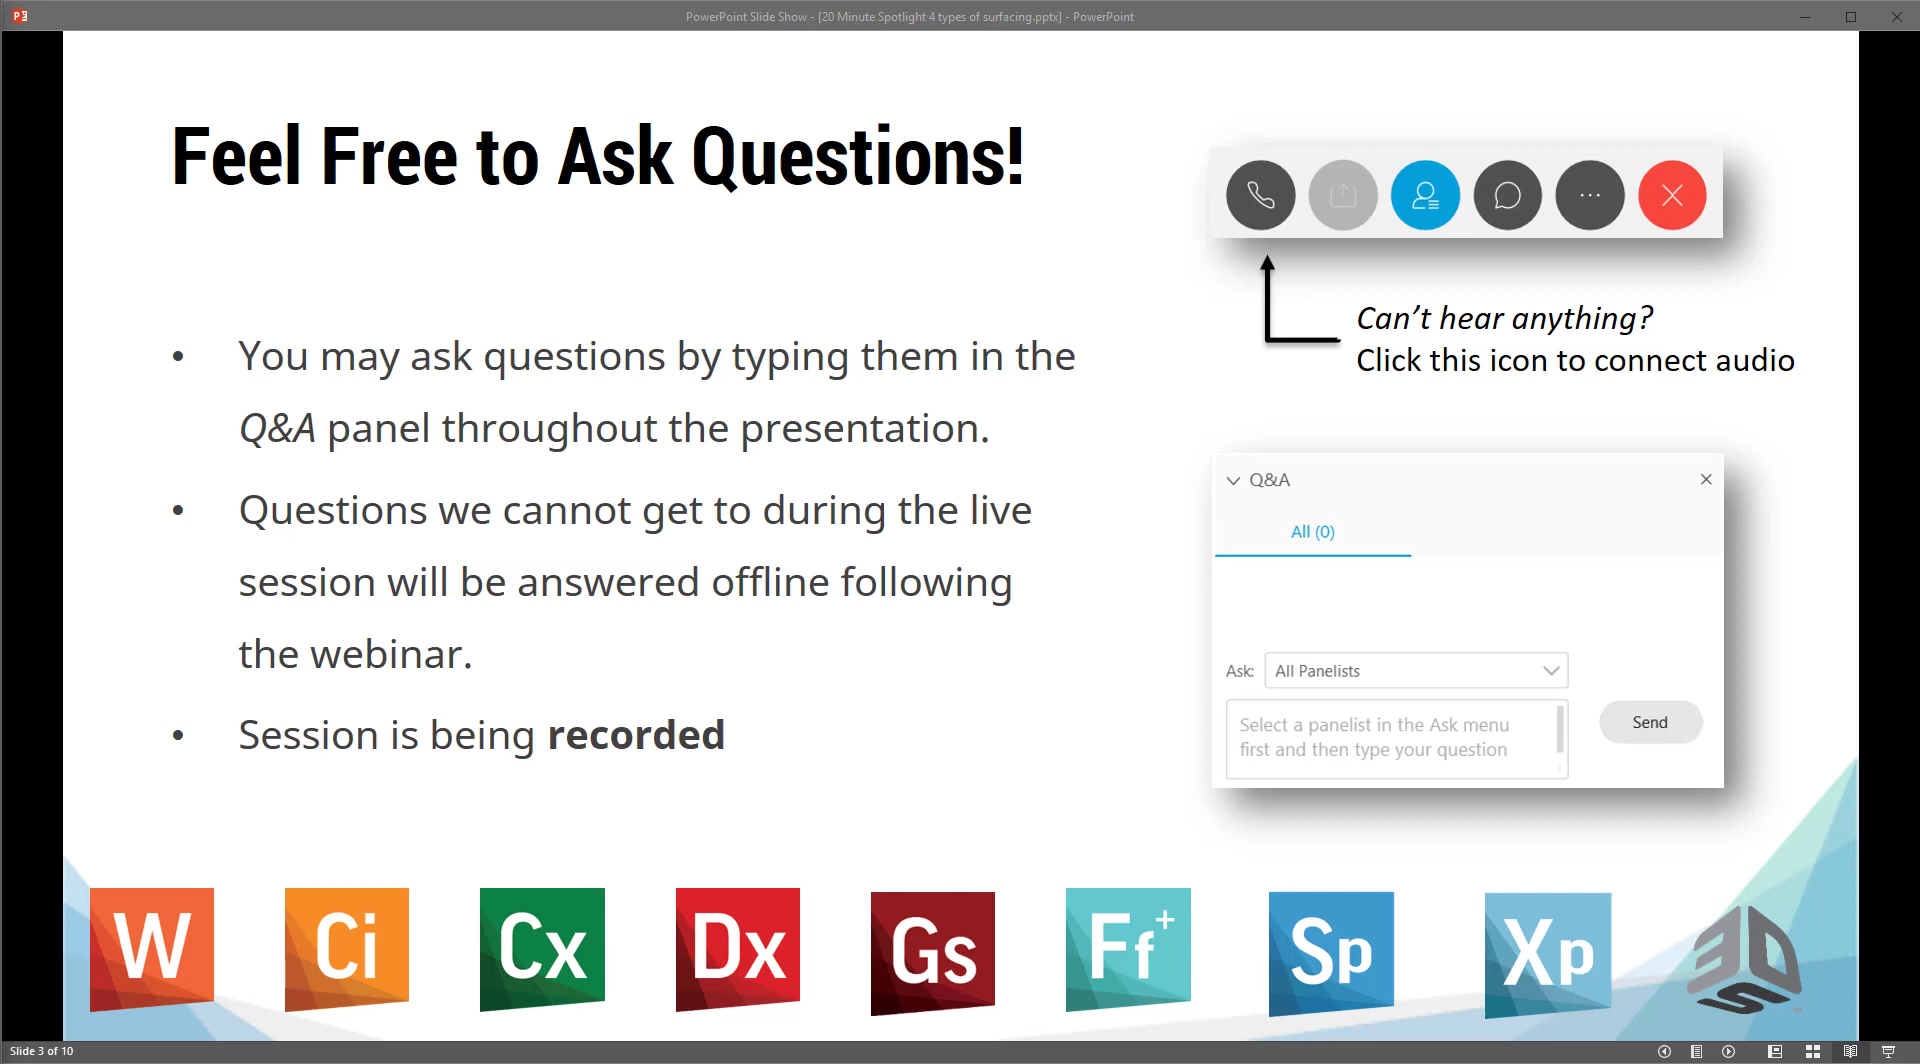 PowerPoint Slide Show - [20 Minute Spotlight 4 types of surfacing.pptx] - PowerPoint
Feel Free to Ask Questions!
Can't hear anything?
Click this icon to connect audio
• You may ask questions by typing them in the
Q&A panel throughout the presentation.
• Questions we cannot get to during the live
session will be answered offline following
the webinar.
• Session is being recorded
Q&A
All (0)
Ask: All Panelists
Select a panelist in the Ask menu
first and then type your question
Send
W Ci Cx Dx Gs Ff+ Sp Xp 3DS
Slide 3 of 10